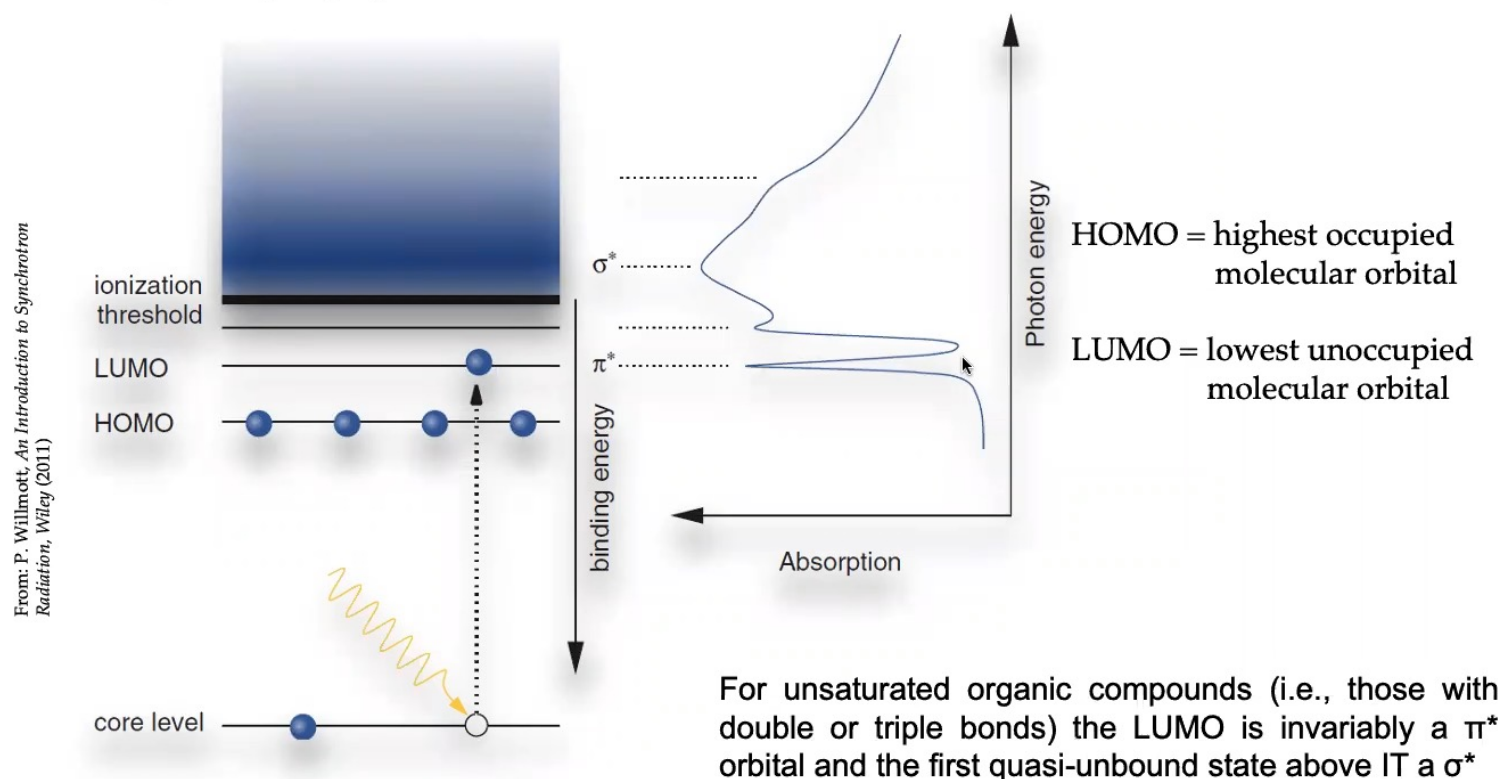 From: P. Willmott, An Introduction to Synchrotron
Radiation, Wiley (2011)
ionization
threshold
LUMO
HOMO
core level
binding energy
σ*
π*
Absorption
Photon energy
HOMO = highest occupied
molecular orbital
LUMO = lowest unoccupied
molecular orbital
For unsaturated organic compounds (i.e., those with
double or triple bonds) the LUMO is invariably a π*
orbital and the first quasi-unbound state above IT a σ*